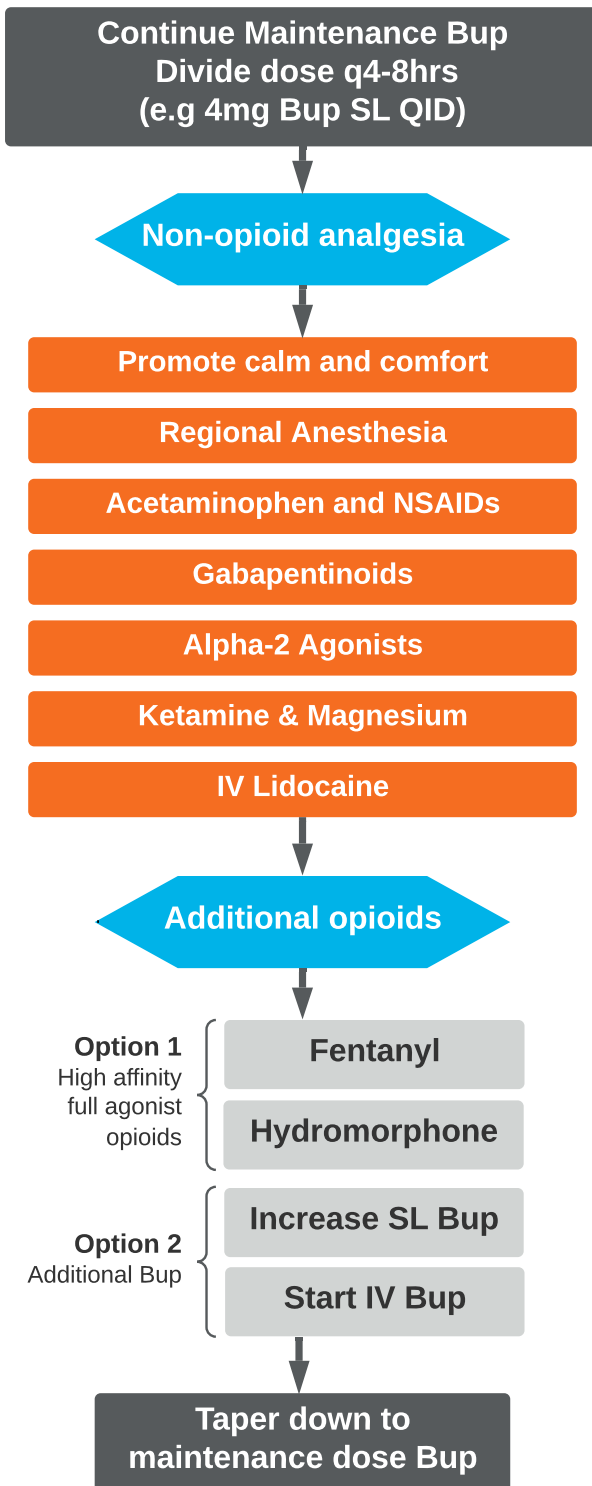 Continue Maintenance Bup
Divide dose q4-8hrs
(e.g 4mg Bup SL QID)
Non-opioid analgesia
Promote calm and comfort
Regional Anesthesia
Acetaminophen and NSAIDs
Gabapentinoids
Alpha-2 Agonists
Ketamine & Magnesium
IV Lidocaine
Additional opioids
Option 1
High affinity
full agonist
opioids
Fentanyl
Hydromorphone
Option 2
Additional Bup
Increase SL Bup
Start IV Bup
Taper down to
maintenance dose Bup